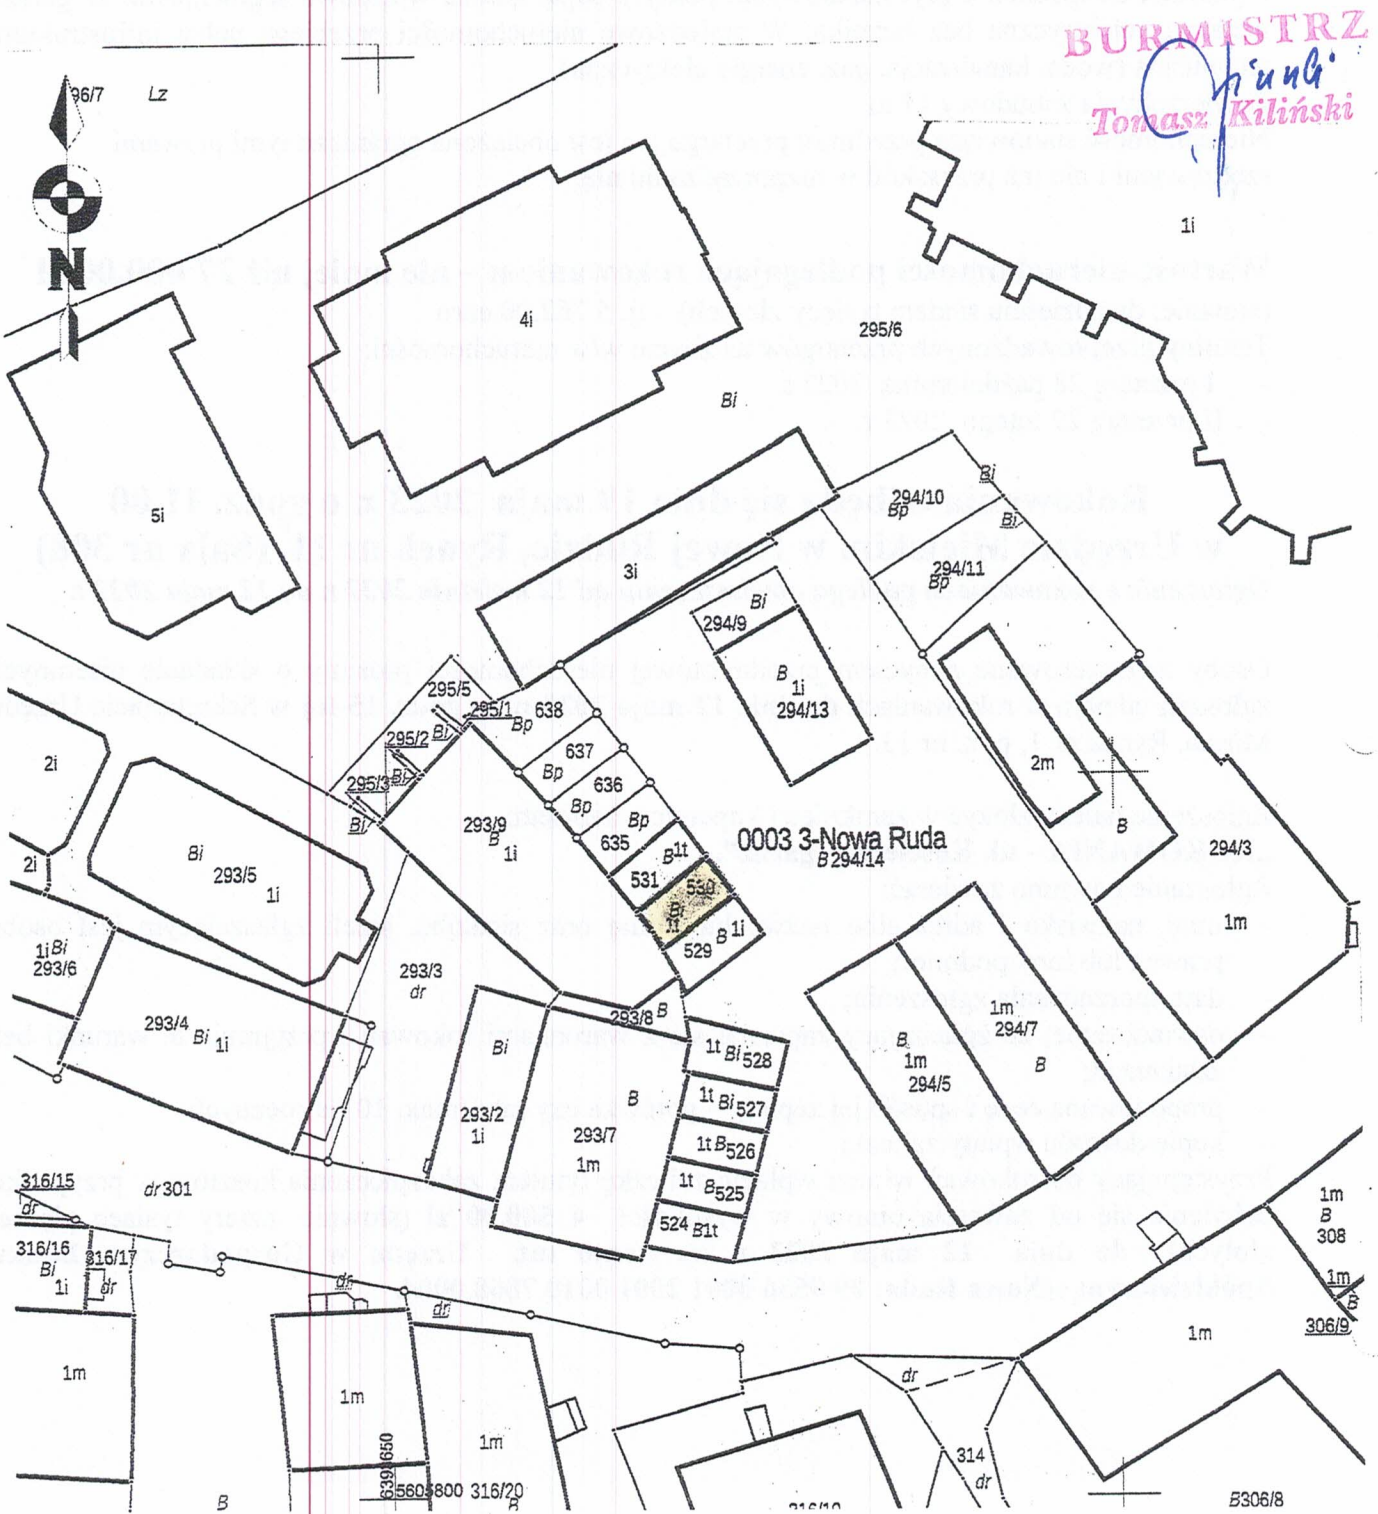 BURMISTRZ
Tomasz Kiliński
96/7 Lz
N
1i
4i
295/6
Bi
5i
3i
Bi
294/10
Bp
Bi
294/11
Bp
Bi
294/9
B 1i
294/13
2m
B
295/5
295/1
Bi
Bp 638
295/2
Bi
295/3
Bi
637
Bp
636
Bp
Bp
635
293/9
B
1i
B 1t
531
530
Bi
1t
529
B 1i
0003 3-Nowa Ruda
B 294/14
294/3
1m
2i
2i
Bi
293/5
1i
1i Bi
293/6
293/4
Bi 1i
293/3
dr
293/8 B
Bi
293/2
1i
B
293/7
1m
1t Bi 528
1t Bi 527
1t B 526
B 525
524 B1t
B
1m
294/5
1m
294/7
B
316/15
dr
dr 301
316/16
Bi
1i
316/17
dr
dr
dr
1m
B
308
1m
B
306/9
1m
1m
1m
1m
dr
314
dr
6399650
5605800
316/20
B
B
316/19
B306/8